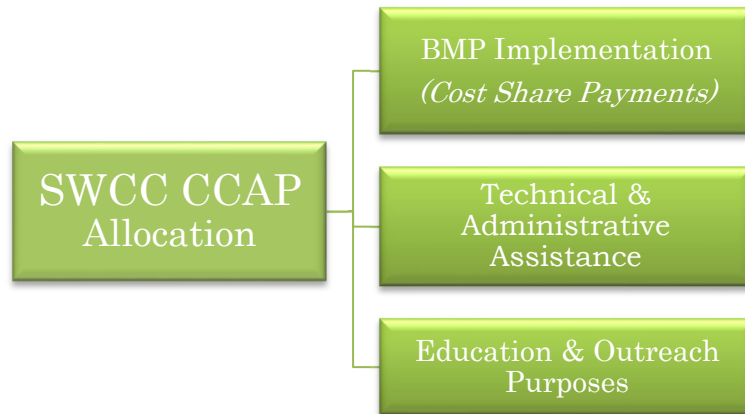 SWCC CCAP
Allocation
BMP Implementation
(Cost Share Payments)
Technical &
Administrative
Assistance
Education & Outreach
Purposes